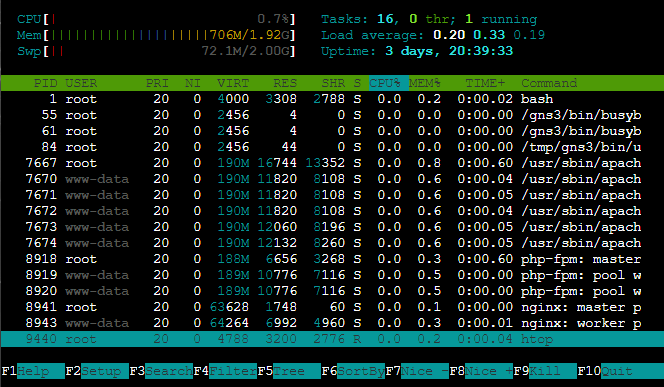 CPU[| 0.7%] Tasks: 16, 0 thr; 1 running
Mem[||||||||||||||||||||706M/1.92G] Load average: 0.20 0.33 0.19
Swp[|| 72.1M/2.00G] Uptime: 3 days, 20:39:33
PID USER PRI NI VIRT RES SHR S CPU% MEM% TIME+ Command
1 root 20 0 4000 3308 2788 S 0.0 0.2 0:00.02 bash
55 root 20 0 2456 4 0 S 0.0 0.0 0:00.00 /gns3/bin/busyb
61 root 20 0 2456 4 0 S 0.0 0.0 0:00.00 /gns3/bin/busyb
84 root 20 0 2456 44 0 S 0.0 0.0 0:00.00 /tmp/gns3/bin/u
7667 root 20 0 190M 16744 13352 S 0.0 0.8 0:00.60 /usr/sbin/apach
7670 www-data 20 0 190M 11820 8108 S 0.0 0.6 0:00.04 /usr/sbin/apach
7671 www-data 20 0 190M 11820 8108 S 0.0 0.6 0:00.05 /usr/sbin/apach
7672 www-data 20 0 190M 11820 8108 S 0.0 0.6 0:00.04 /usr/sbin/apach
7673 www-data 20 0 190M 12060 8196 S 0.0 0.6 0:00.05 /usr/sbin/apach
7674 www-data 20 0 190M 12132 8260 S 0.0 0.6 0:00.05 /usr/sbin/apach
8918 root 20 0 188M 6656 3268 S 0.0 0.3 0:00.60 php-fpm: master
8919 www-data 20 0 189M 10776 7116 S 0.0 0.5 0:00.00 php-fpm: pool w
8920 www-data 20 0 189M 10776 7116 S 0.0 0.5 0:00.00 php-fpm: pool w
8941 root 20 0 63628 1748 60 S 0.0 0.1 0:00.00 nginx: master p
8943 www-data 20 0 64264 6992 4960 S 0.0 0.3 0:00.01 nginx: worker p
9440 root 20 0 4788 3200 2776 R 0.0 0.2 0:00.04 htop
F1Help F2Setup F3SearchF4FilterF5Tree F6SortByF7Nice -F8Nice +F9Kill F10Quit